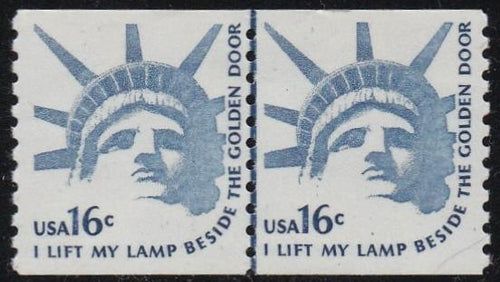 USA16c
I LIFT MY LAMP BESIDE THE GOLDEN DOOR
USA16c
I LIFT MY LAMP BESIDE THE GOLDEN DOOR